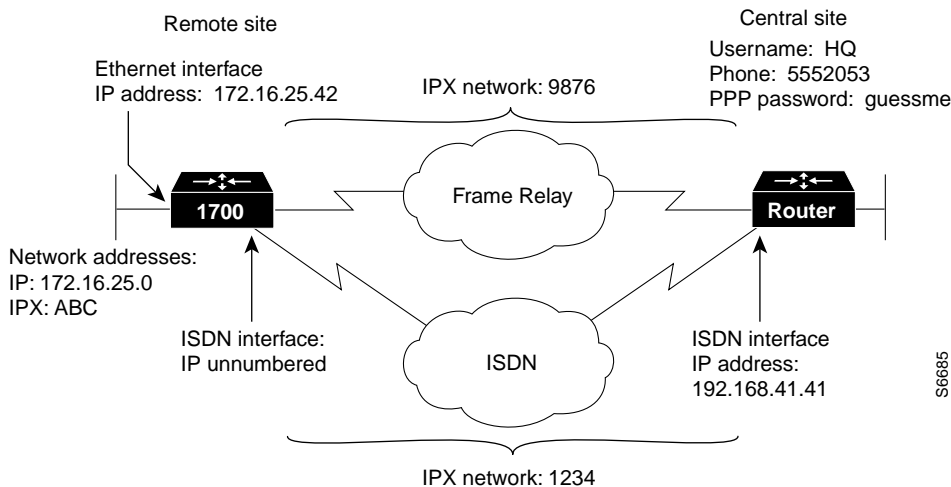 Remote site
Ethernet interface
IP address: 172.16.25.42
IPX network: 9876
Central site
Username: HQ
Phone: 5552053
PPP password: guessme
1700
Frame Relay
Router
Network addresses:
IP: 172.16.25.0
IPX: ABC
ISDN interface:
IP unnumbered
ISDN
ISDN interface
IP address:
192.168.41.41
IPX network: 1234
S6685